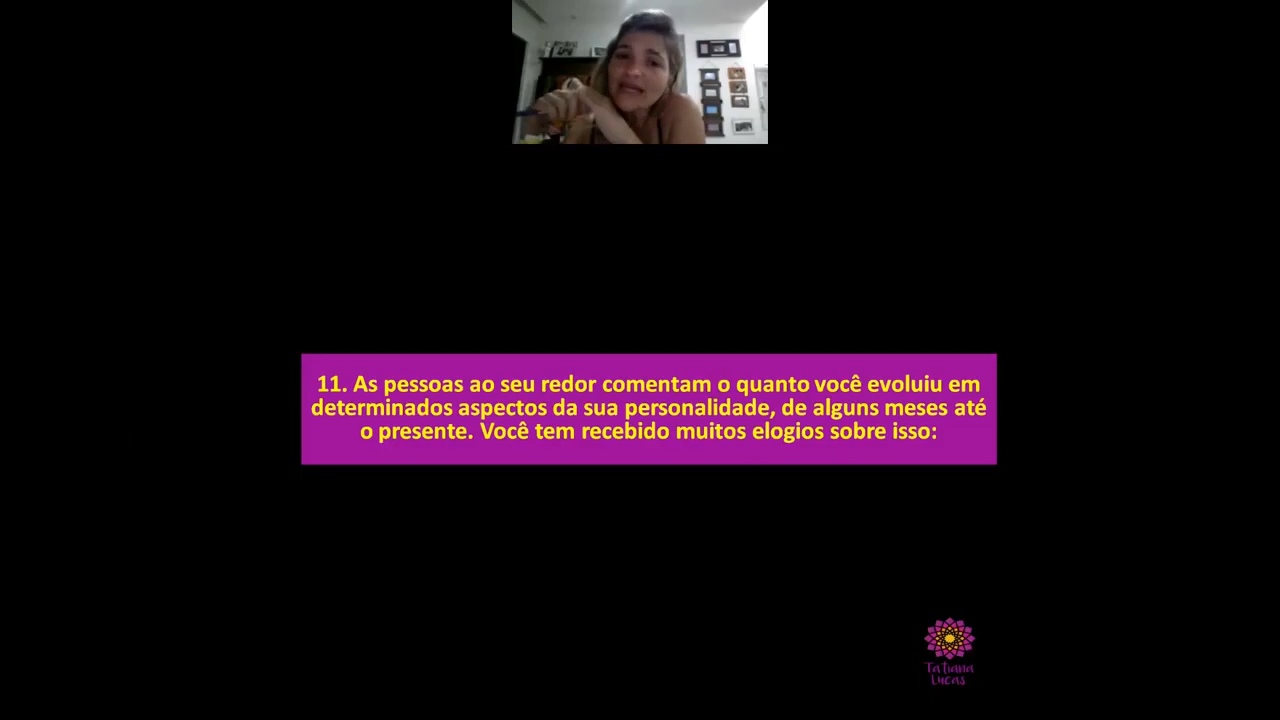 11. As pessoas ao seu redor comentam o quanto você evoluiu em
determinados aspectos da sua personalidade, de alguns meses até
o presente. Você tem recebido muitos elogios sobre isso:
Tatiana
Lucas